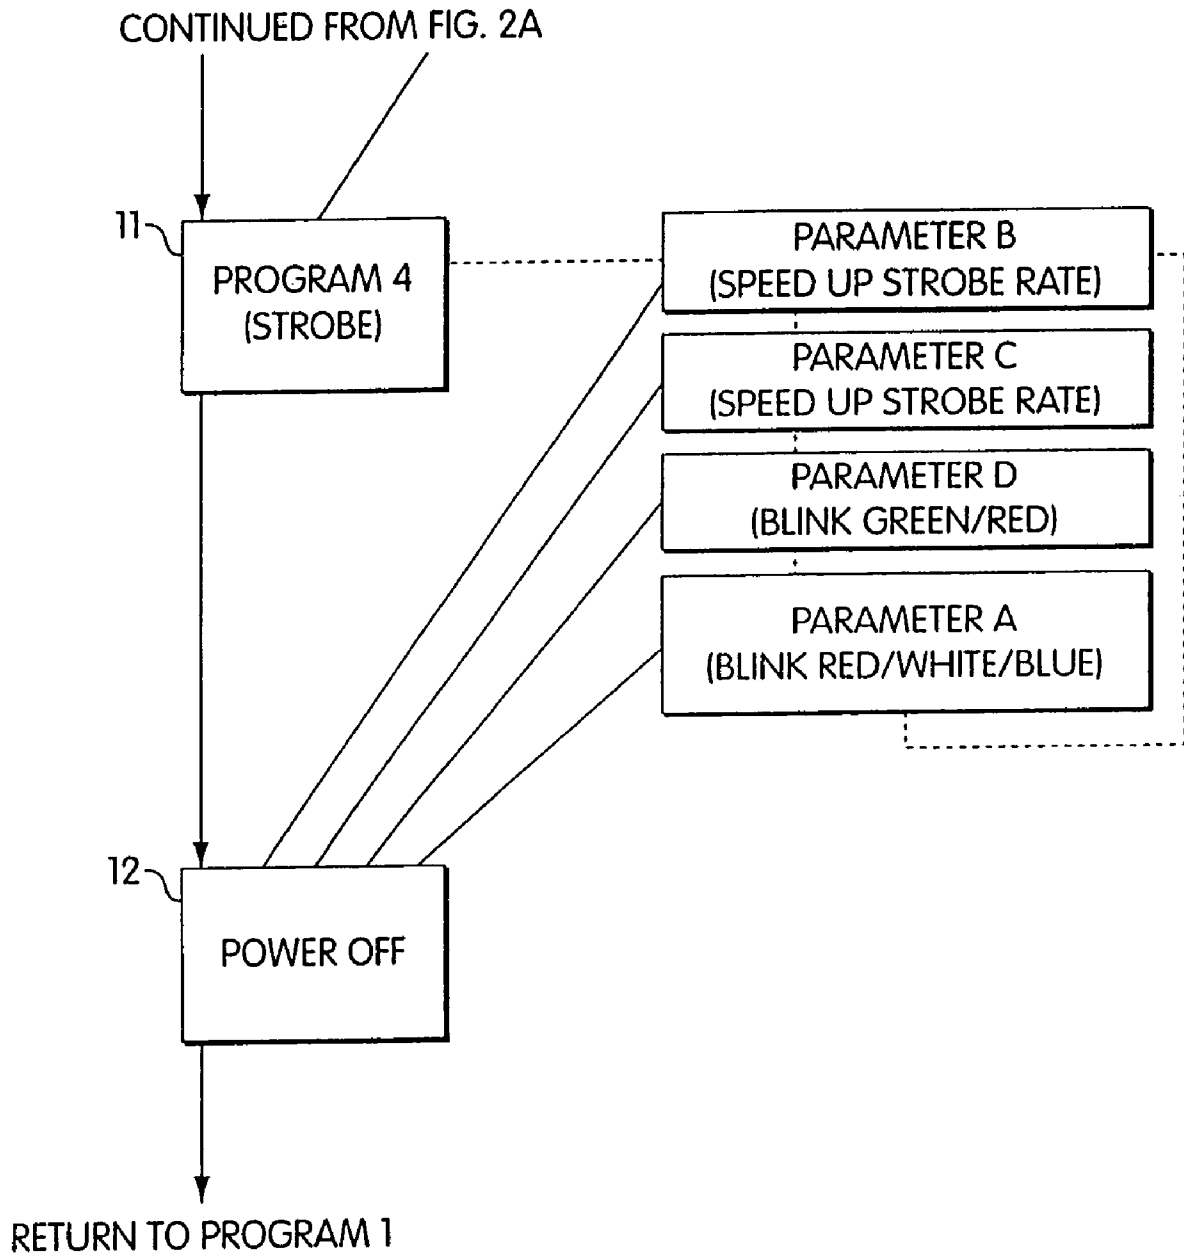 CONTINUED FROM FIG. 2A
11
PROGRAM 4
(STROBE)
PARAMETER B
(SPEED UP STROBE RATE)
PARAMETER C
(SPEED UP STROBE RATE)
PARAMETER D
(BLINK GREEN/RED)
PARAMETER A
(BLINK RED/WHITE/BLUE)
12
POWER OFF
RETURN TO PROGRAM 1